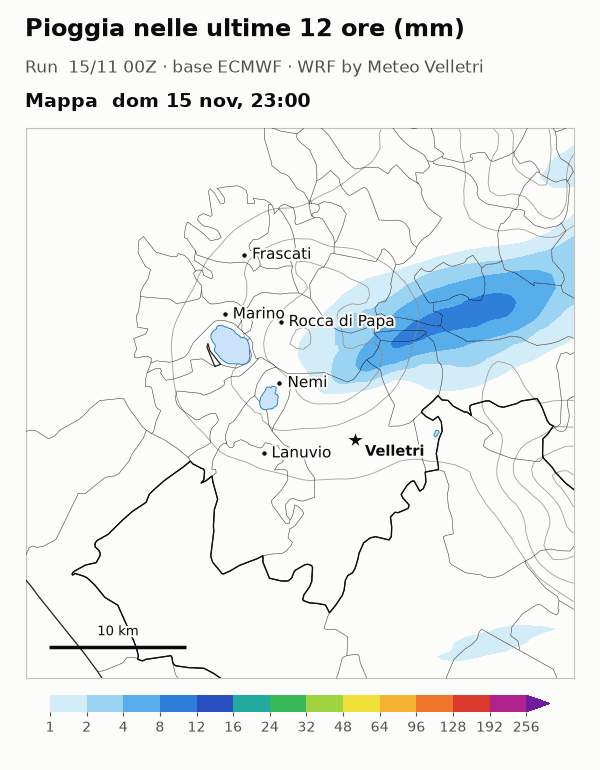 Pioggia nelle ultime 12 ore (mm)
Run  15/11 00Z · base ECMWF · WRF by Meteo Velletri
Mappa  dom 15 nov, 23:00
Frascati
Marino
Rocca di Papa
Nemi
Velletri
Lanuvio
10 km
1 2 4 8 12 16 24 32 48 64 96 128 192 256